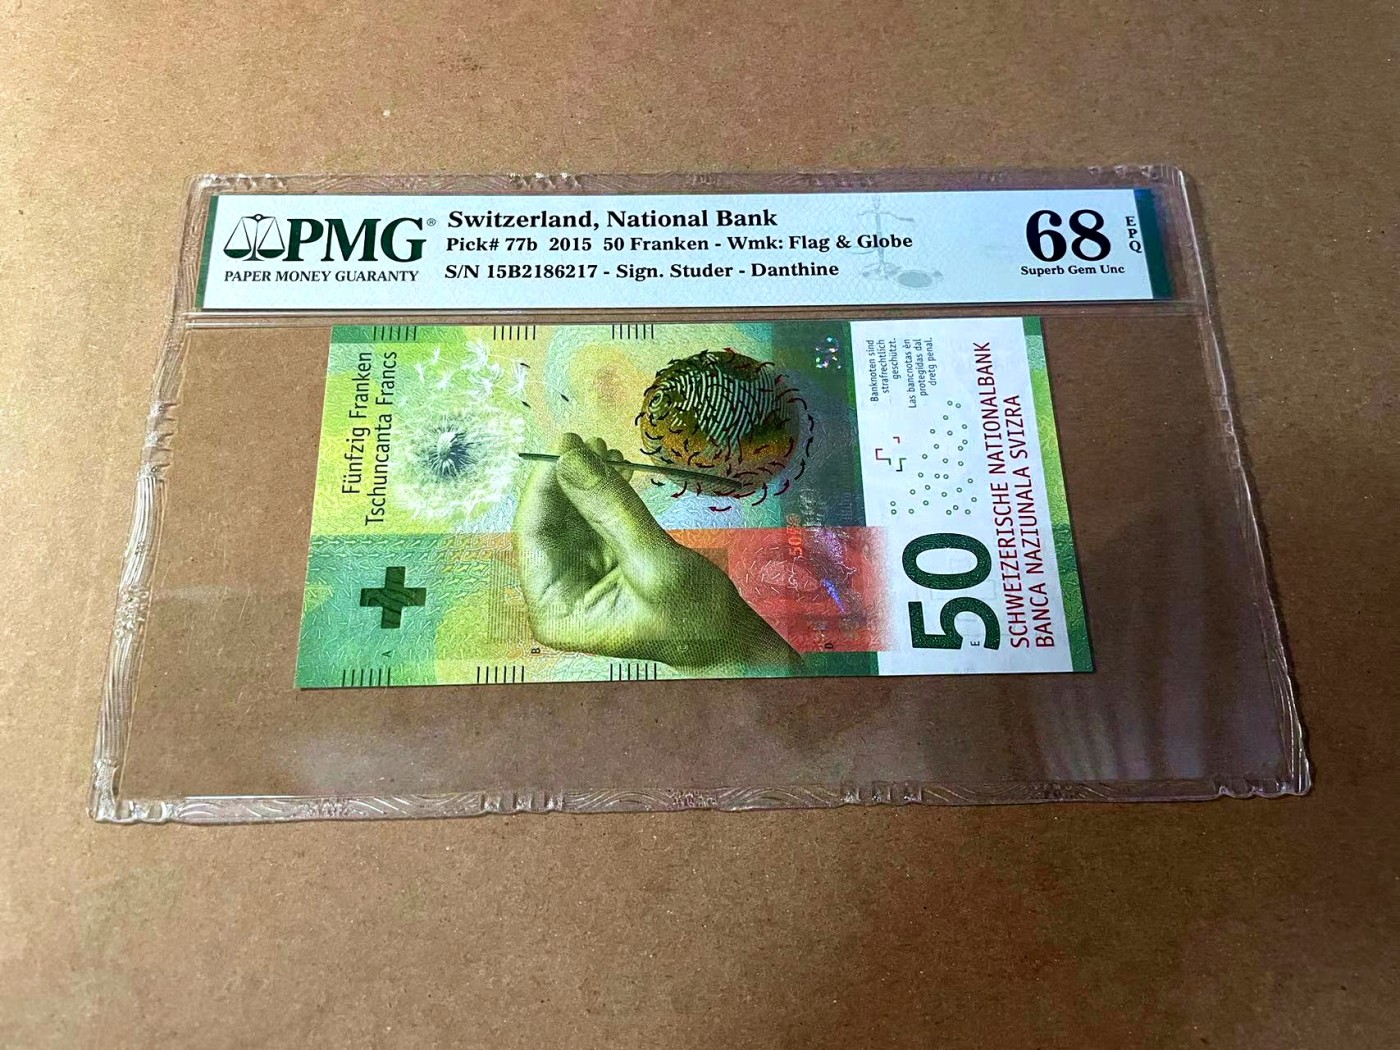 PMG®
PAPER MONEY GUARANTY
Switzerland, National Bank
Pick# 77b 2015 50 Franken - Wmk: Flag & Globe
S/N 15B2186217 - Sign. Studer - Danthine
68
EPQ
Superb Gem Unc
Fünfzig Franken
Tschuncanta Francs
Banknoten sind
strafrechtlich
geschützt.
Las bancnotas èn
protegidas dal
dretg penal.
50
SCHWEIZERISCHE NATIONALBANK
BANCA NAZIUNALA SVIZRA
A
B
C
D
E